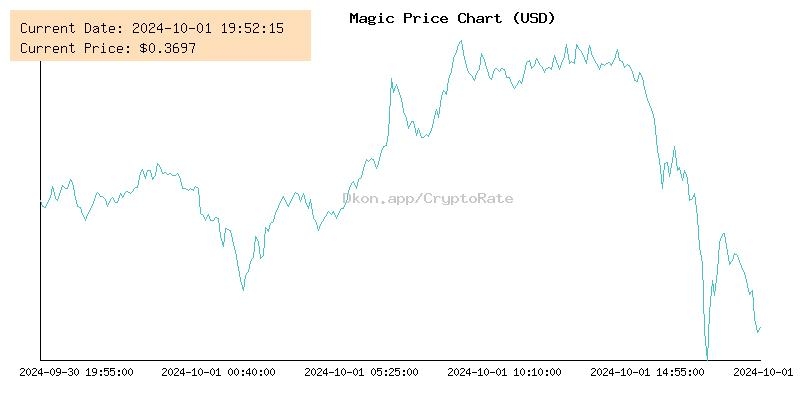 Magic Price Chart (USD)
Current Date: 2024-10-01 19:52:15
Current Price: $0.3697
Dkon.app/CryptoRate
2024-09-30 19:55:00 2024-10-01 00:40:00 2024-10-01 05:25:00 2024-10-01 10:10:00 2024-10-01 14:55:00 2024-10-01